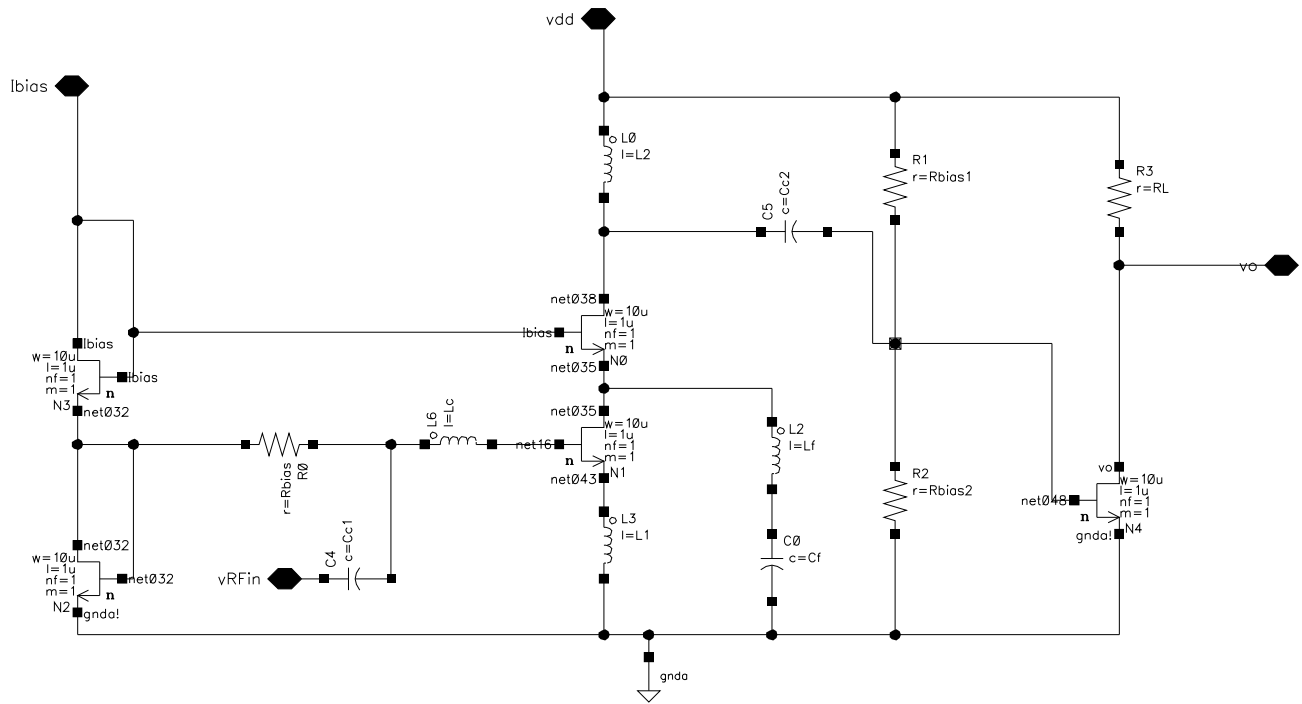 vdd
Ibias
L0
l=L2
R1
r=Rbias1
R3
r=RL
C5
c=Cc2
vo
net038
w=10u
l=1u
nf=1
m=1
Ibias
n
N0
net035
Ibias
w=10u
l=1u
nf=1
m=1
Ibias
n
N3
net032
L6
l=Lc
net035
w=10u
l=1u
nf=1
m=1
net16
n
N1
net043
L2
l=Lf
r=Rbias
R0
L3
l=L1
R2
r=Rbias2
vo
w=10u
l=1u
nf=1
m=1
net048
n
N4
gnda!
net032
w=10u
l=1u
nf=1
m=1
net032
n
N2
gnda!
vRFin
C4
c=Cc1
C0
c=Cf
gnda